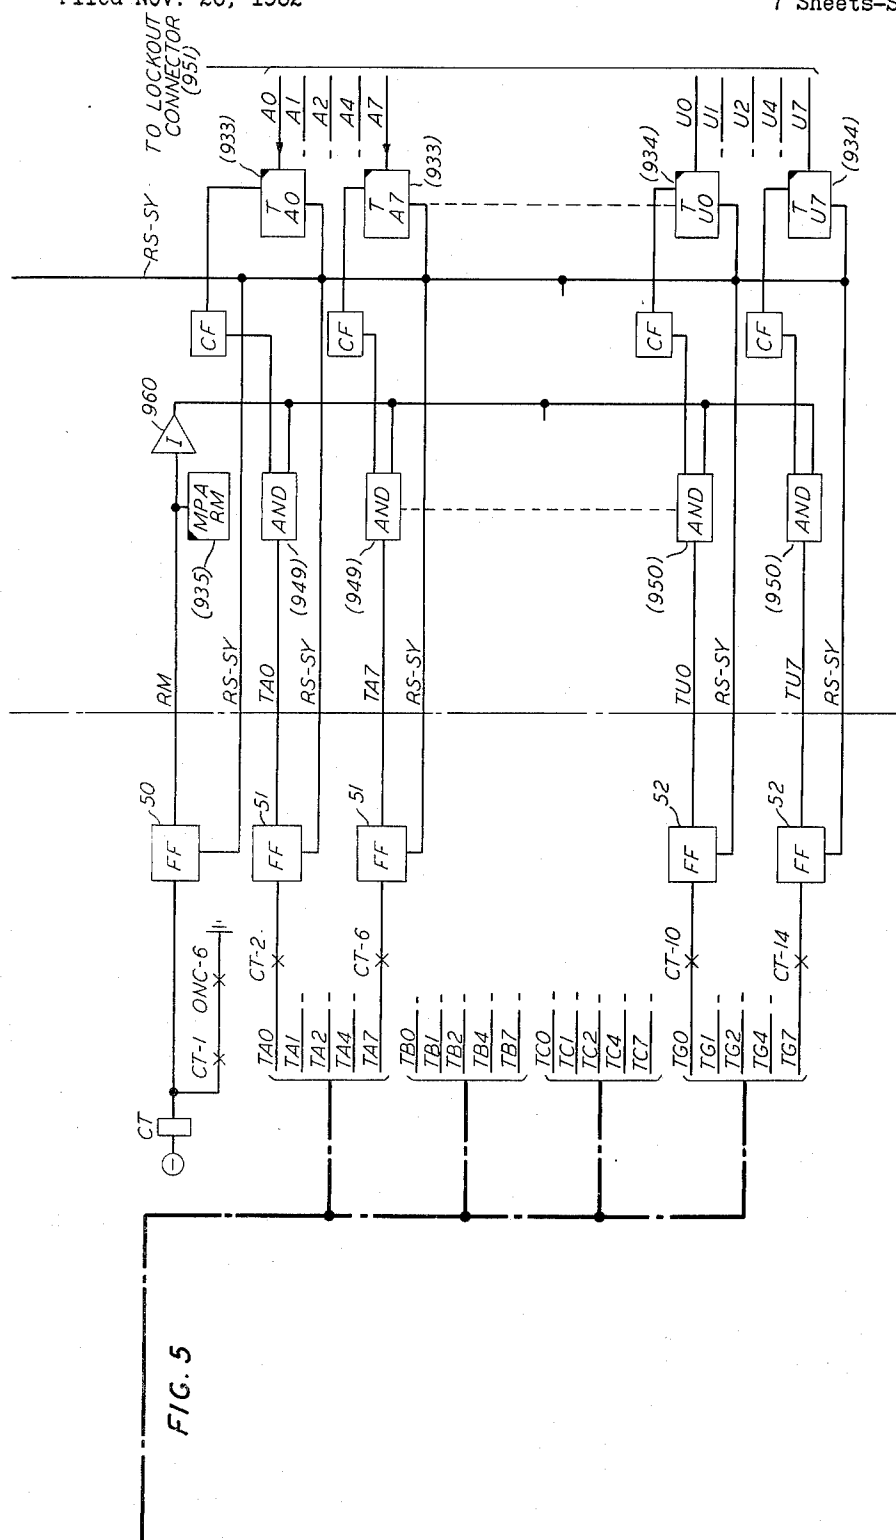 Filed Nov. 26, 1962
7 Sheets-S
TO LOCKOUT
CONNECTOR
(951)
A0
A1
A2
A4
A7
U0
U1
U2
U4
U7
(933)
(933)
(934)
(934)
T
A0
T
A7
T
U0
T
U7
RS-SY
CF
CF
CF
CF
960
I
MPA
RM
(935)
AND
AND
AND
AND
(949)
(949)
(950)
(950)
RM
RS-SY
TA0
RS-SY
TA7
RS-SY
TU0
RS-SY
TU7
RS-SY
50
51
51
52
52
FF
FF
FF
FF
FF
CT-1
ONC-6
CT-2
CT-6
CT-10
CT-14
CT
TA0
TA1
TA2
TA4
TA7
TB0
TB1
TB2
TB4
TB7
TC0
TC1
TC2
TC4
TC7
TG0
TG1
TG2
TG4
TG7
FIG. 5